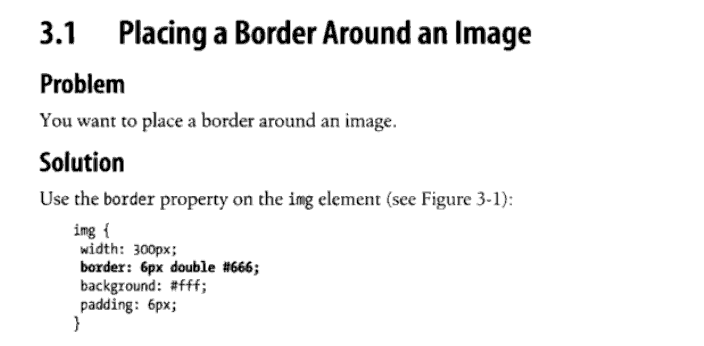 3.1 Placing a Border Around an Image
Problem
You want to place a border around an image.
Solution
Use the border property on the img element (see Figure 3-1):
img {
width: 300px;
border: 6px double #666;
background: #fff;
padding: 6px;
}